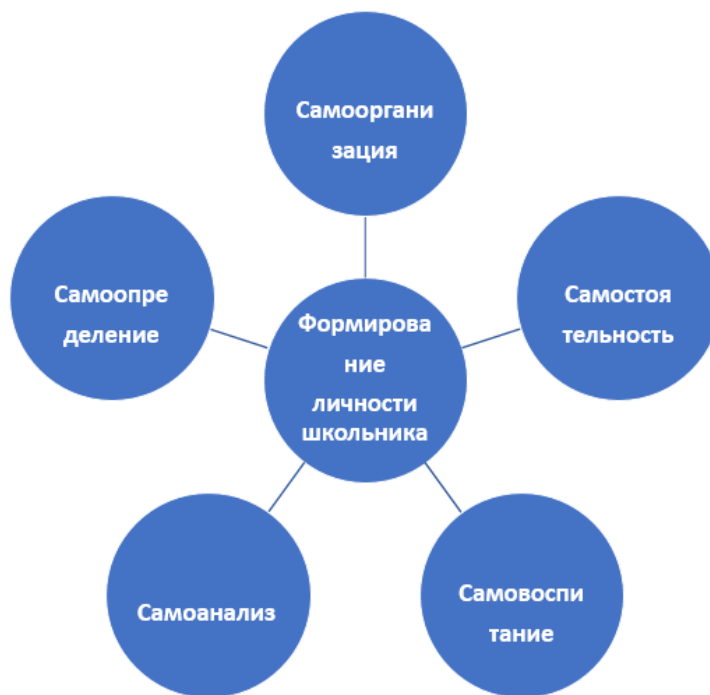 Самооргани
зация
Самоопре
деление
Самостоя
тельность
Формирова
ние
личности
школьника
Самоанализ
Самовоспи
тание